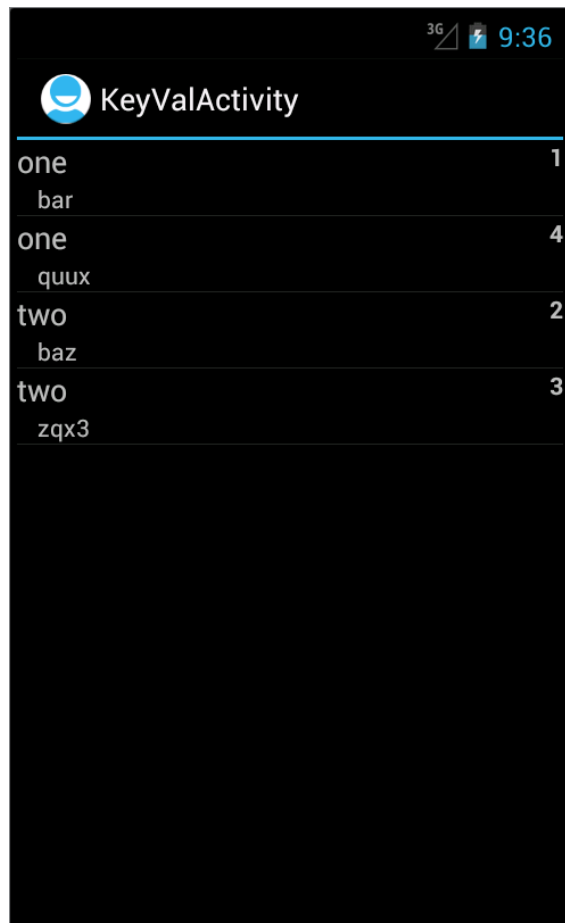 3G 9:36
KeyValActivity
one 1
bar
one 4
quux
two 2
baz
two 3
zqx3